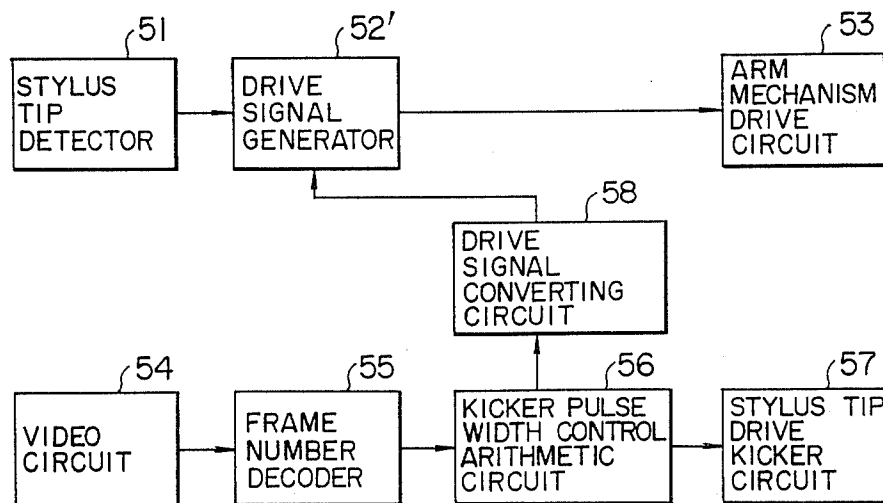 51
STYLUS
TIP
DETECTOR
52'
DRIVE
SIGNAL
GENERATOR
53
ARM
MECHANISM
DRIVE
CIRCUIT
58
DRIVE
SIGNAL
CONVERTING
CIRCUIT
54
VIDEO
CIRCUIT
55
FRAME
NUMBER
DECODER
56
KICKER PULSE
WIDTH CONTROL
ARITHMETIC
CIRCUIT
57
STYLUS TIP
DRIVE
KICKER
CIRCUIT